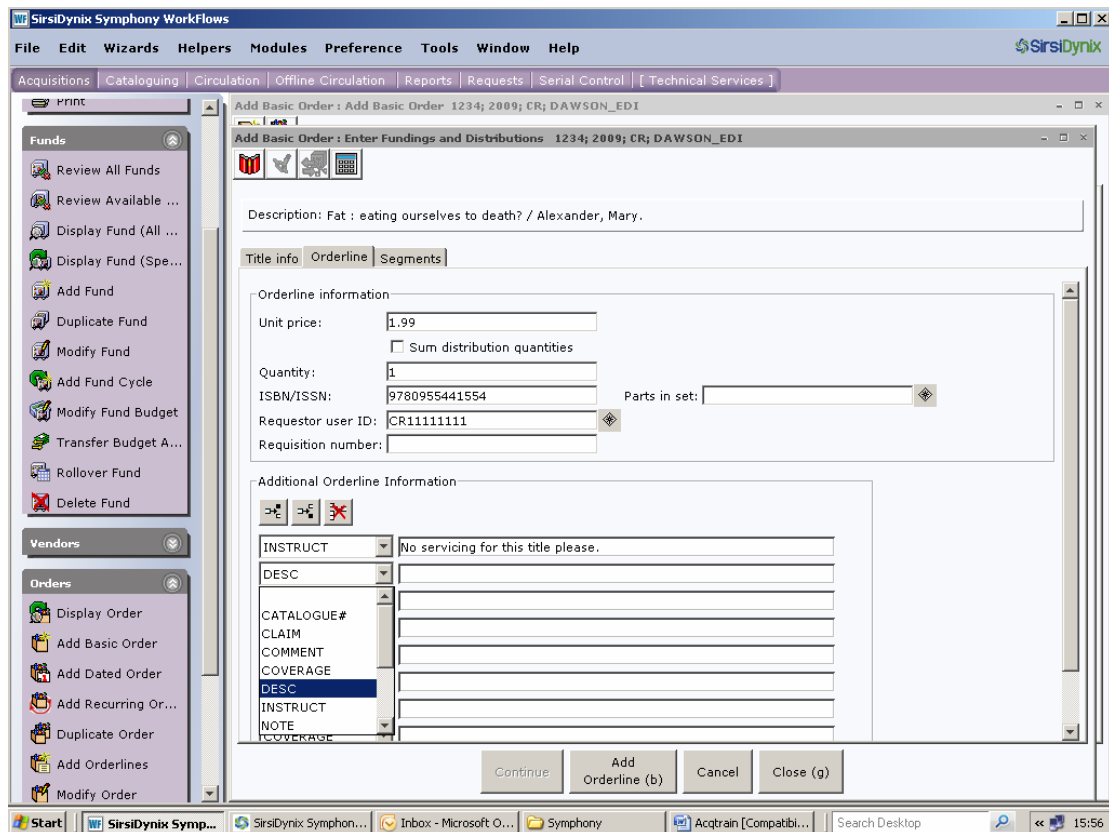 WF SirsiDynix Symphony WorkFlows
File Edit Wizards Helpers Modules Preference Tools Window Help
SirsiDynix
Acquisitions Cataloguing Circulation Offline Circulation Reports Requests Serial Control [ Technical Services ]
Print
Funds
Review All Funds
Review Available ...
Display Fund (All ...
Display Fund (Spe...
Add Fund
Duplicate Fund
Modify Fund
Add Fund Cycle
Modify Fund Budget
Transfer Budget A...
Rollover Fund
Delete Fund
Vendors
Orders
Display Order
Add Basic Order
Add Dated Order
Add Recurring Or...
Duplicate Order
Add Orderlines
Modify Order
Add Basic Order : Add Basic Order 1234; 2009; CR; DAWSON_EDI
Add Basic Order : Enter Fundings and Distributions 1234; 2009; CR; DAWSON_EDI
Description: Fat : eating ourselves to death? / Alexander, Mary.
Title info Orderline Segments
Orderline information
Unit price: 1.99
Sum distribution quantities
Quantity: 1
ISBN/ISSN: 9780955441554 Parts in set:
Requestor user ID: CR11111111
Requisition number:
Additional Orderline Information
INSTRUCT No servicing for this title please.
DESC
CATALOGUE#
CLAIM
COMMENT
COVERAGE
DESC
INSTRUCT
NOTE
COVERAGE
Continue Add Orderline (b) Cancel Close (g)
Start WF SirsiDynix Symp... SirsiDynix Symphon... Inbox - Microsoft O... Symphony Acqtrain [Compatibi... Search Desktop « 15:56